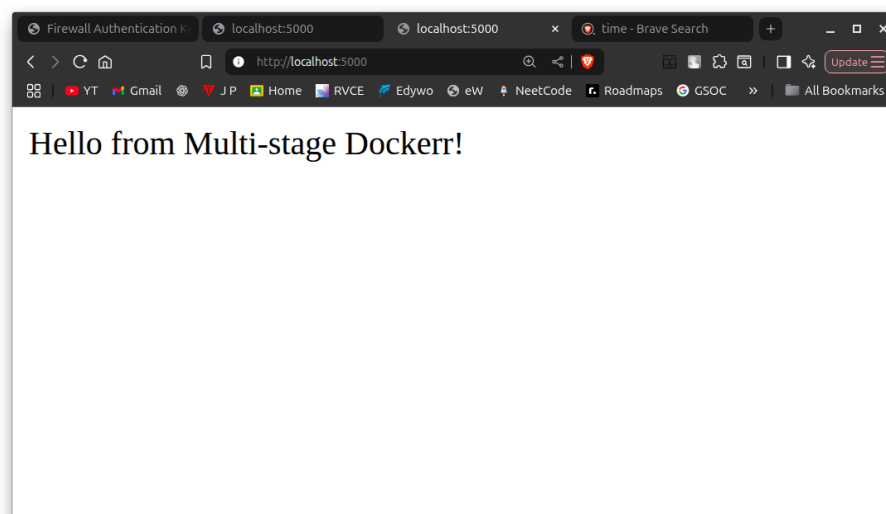 Firewall Authentication K
localhost:5000
localhost:5000
time - Brave Search
http://localhost:5000
Update
YT
Gmail
J P
Home
RVCE
Edywo
eW
NeetCode
Roadmaps
GSOC
All Bookmarks
Hello from Multi-stage Dockerr!